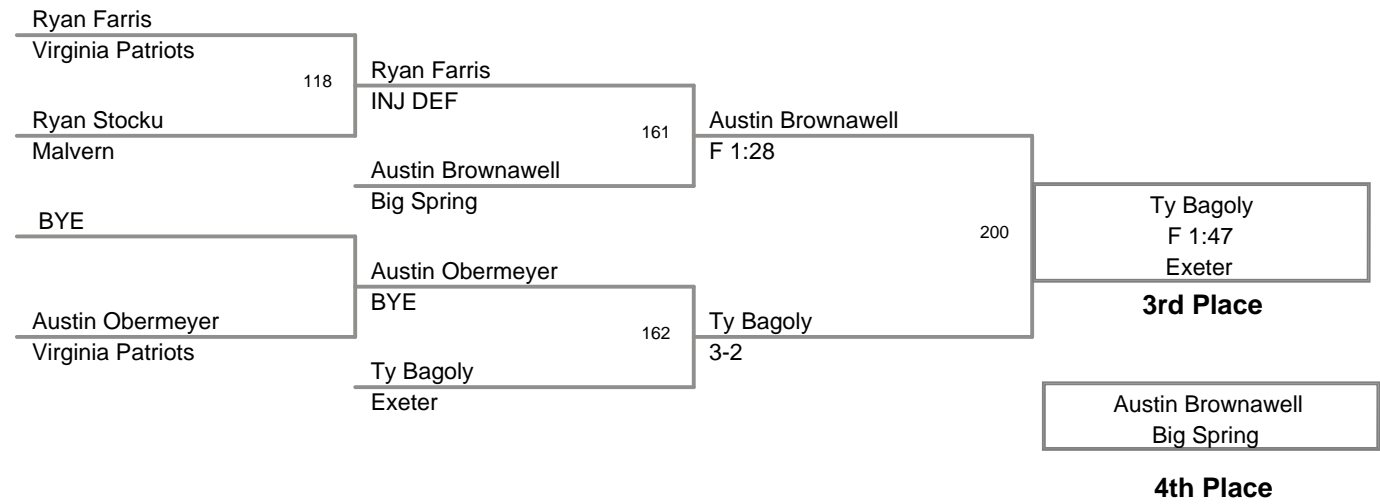 Ryan Farris
Virginia Patriots
118
Ryan Stocku
Malvern
BYE
Austin Obermeyer
Virginia Patriots
Ryan Farris
INJ DEF
161
Austin Brownawell
Big Spring
Austin Obermeyer
BYE
162
Ty Bagoly
Exeter
Austin Brownawell
F 1:28
200
Ty Bagoly
3-2
Ty Bagoly
F 1:47
Exeter
3rd Place
Austin Brownawell
Big Spring
4th Place